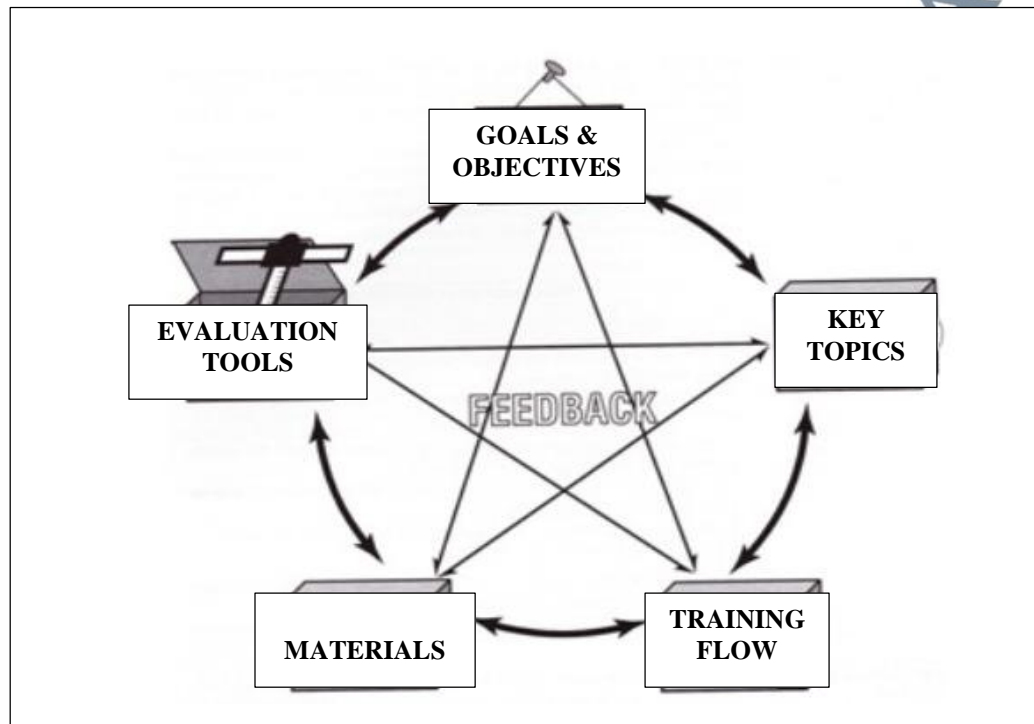 GOALS &
OBJECTIVES
EVALUATION
TOOLS
KEY
TOPICS
FEEDBACK
MATERIALS
TRAINING
FLOW